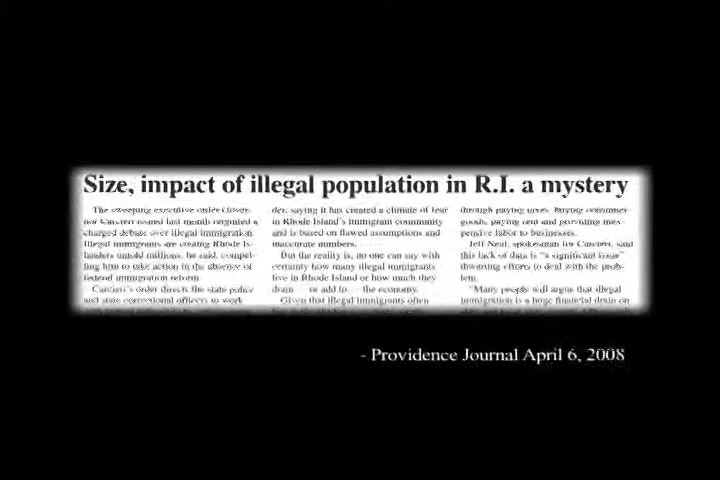 Size, impact of illegal population in R.I. a mystery
The sweeping executive order Gover-
nor Carcieri issued last month reignited a
charged debate over illegal immigration.
Illegal immigrants are costing Rhode Is-
landers untold millions, he said, compel-
ling him to take action in the absence of
federal immigration reform.
Carcieri's order directs the state police
and state correctional officers to work
der, saying it has created a climate of fear
in Rhode Island's immigrant community
and is based on flawed assumptions and
inaccurate numbers.
But the reality is, no one can say with
certainty how many illegal immigrants
live in Rhode Island or how much they
drain — or add to — the economy.
Given that illegal immigrants often
through paying taxes, buying consumer
goods, paying rent and providing inex-
pensive labor to businesses.
Jeff Neal, spokesman for Carcieri, said
this lack of data is "a significant issue"
thwarting efforts to deal with the prob-
lem.
"Many people will argue that illegal
immigration is a huge financial drain on
- Providence Journal April 6, 2008